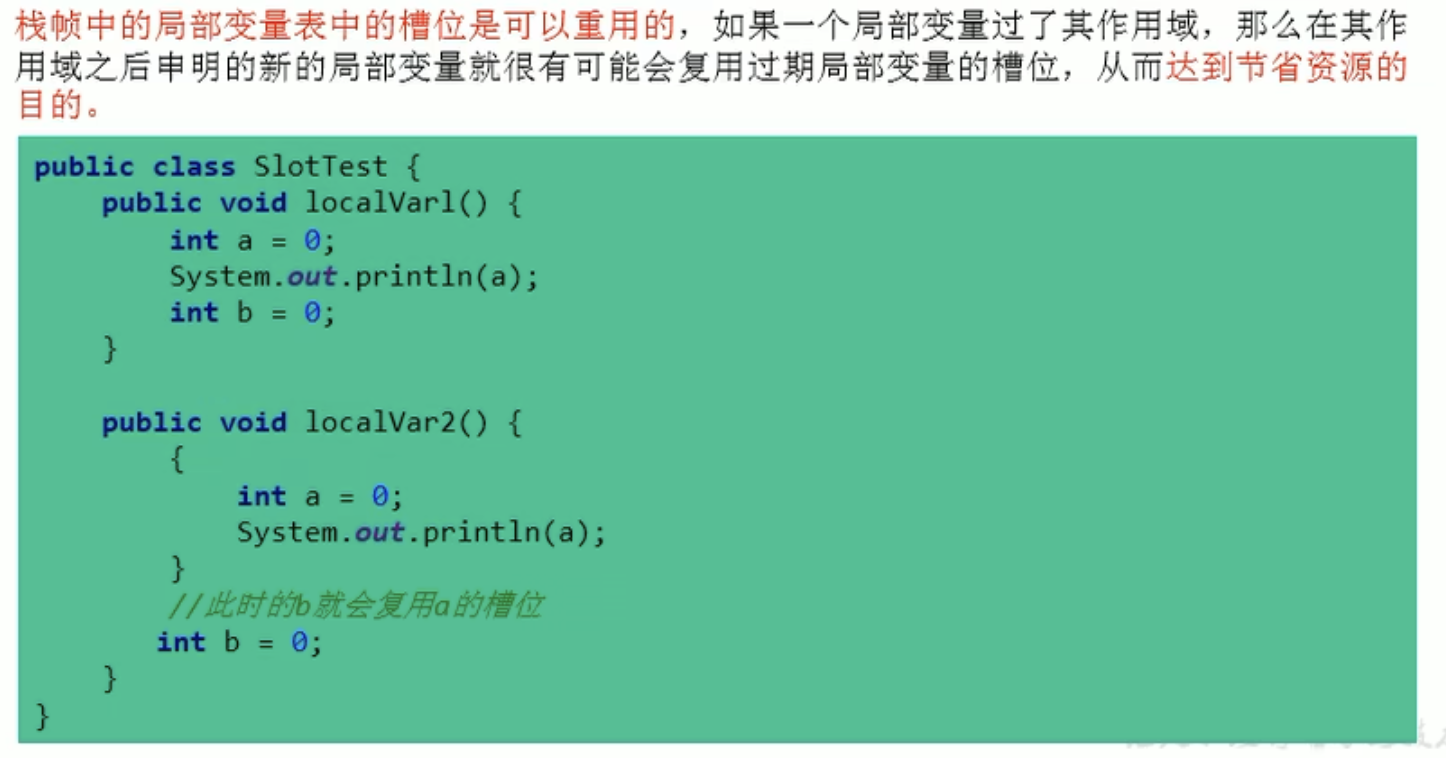 栈帧中的局部变量表中的槽位是可以重用的，如果一个局部变量过了其作用域，那么在其作
用域之后申明的新的局部变量就很有可能会复用过期局部变量的槽位，从而达到节省资源的
目的。
public class SlotTest {
public void localVarl() {
int a = 0;
System.out.println(a);
int b = 0;
}
public void localVar2() {
{
int a = 0;
System.out.println(a);
}
//此时的b就会复用a的槽位
int b = 0;
}
}